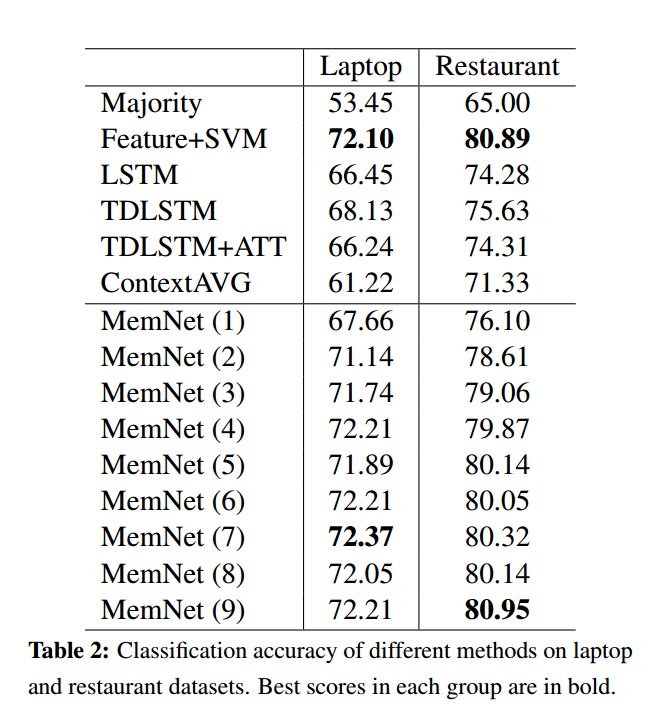 Laptop Restaurant
Majority 53.45 65.00
Feature+SVM 72.10 80.89
LSTM 66.45 74.28
TDLSTM 68.13 75.63
TDLSTM+ATT 66.24 74.31
ContextAVG 61.22 71.33
MemNet (1) 67.66 76.10
MemNet (2) 71.14 78.61
MemNet (3) 71.74 79.06
MemNet (4) 72.21 79.87
MemNet (5) 71.89 80.14
MemNet (6) 72.21 80.05
MemNet (7) 72.37 80.32
MemNet (8) 72.05 80.14
MemNet (9) 72.21 80.95
Table 2: Classification accuracy of different methods on laptop
and restaurant datasets. Best scores in each group are in bold.